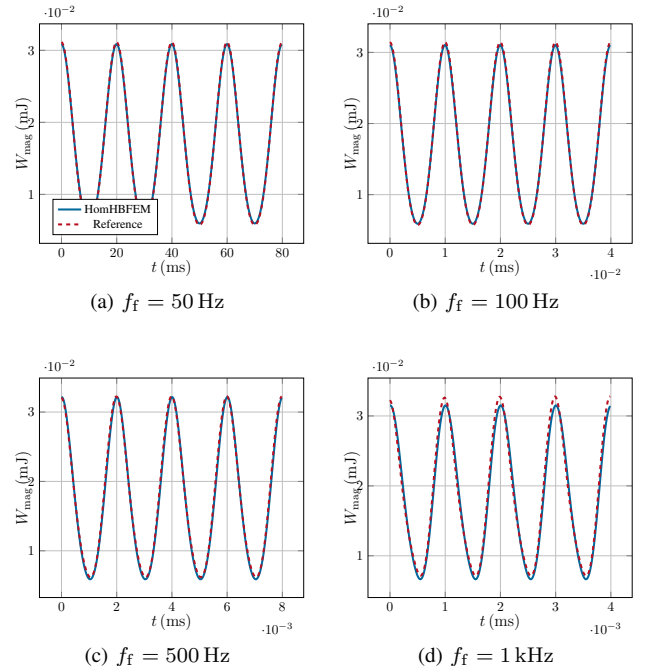 ·10⁻²
3
2
1
W_mag (mJ)
HomHBFEM
Reference
0 20 40 60 80
t (ms)
(a) f_f = 50 Hz
·10⁻²
3
2
1
W_mag (mJ)
0 1 2 3 4
t (ms)
·10⁻²
(b) f_f = 100 Hz
·10⁻²
3
2
1
W_mag (mJ)
0 2 4 6 8
t (ms)
·10⁻³
(c) f_f = 500 Hz
·10⁻²
3
2
1
W_mag (mJ)
0 1 2 3 4
t (ms)
·10⁻³
(d) f_f = 1 kHz